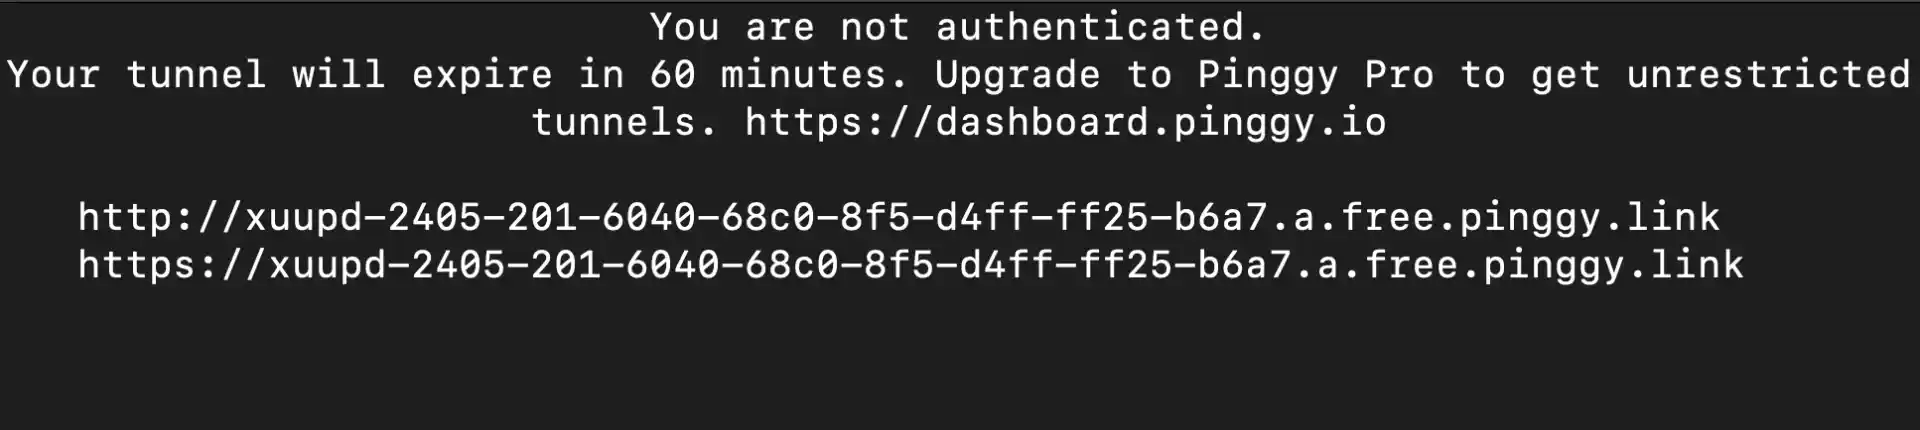 You are not authenticated.
Your tunnel will expire in 60 minutes. Upgrade to Pinggy Pro to get unrestricted
tunnels. https://dashboard.pinggy.io
http://xuupd-2405-201-6040-68c0-8f5-d4ff-ff25-b6a7.a.free.pinggy.link
https://xuupd-2405-201-6040-68c0-8f5-d4ff-ff25-b6a7.a.free.pinggy.link